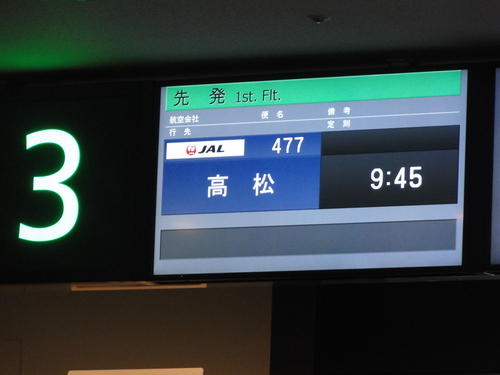 3
先発 1st. Flt.
航空会社 便名 備考
行先 定刻
JAL 477
高松 9:45